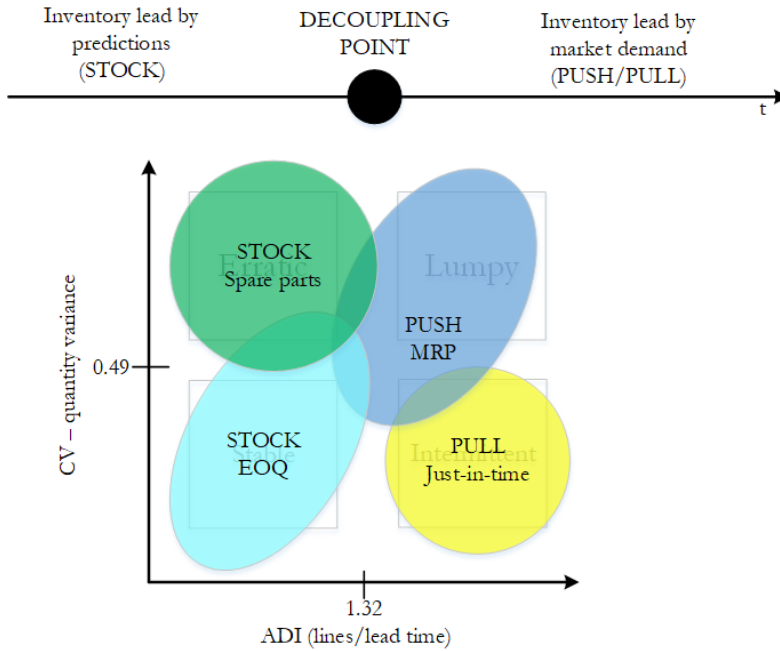 Inventory lead by
predictions
(STOCK)
DECOUPLING
POINT
Inventory lead by
market demand
(PUSH/PULL)
t
Erratic
STOCK
Spare parts
Lumpy
PUSH
MRP
CV – quantity variance
0.49
Stable
STOCK
EOQ
Intermittent
PULL
Just-in-time
1.32
ADI (lines/lead time)